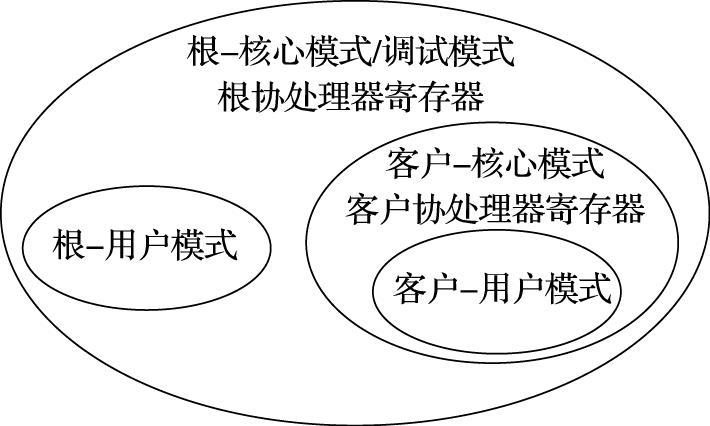 根–核心模式/调试模式
根协处理器寄存器
客户–核心模式
客户协处理器寄存器
根–用户模式
客户–用户模式